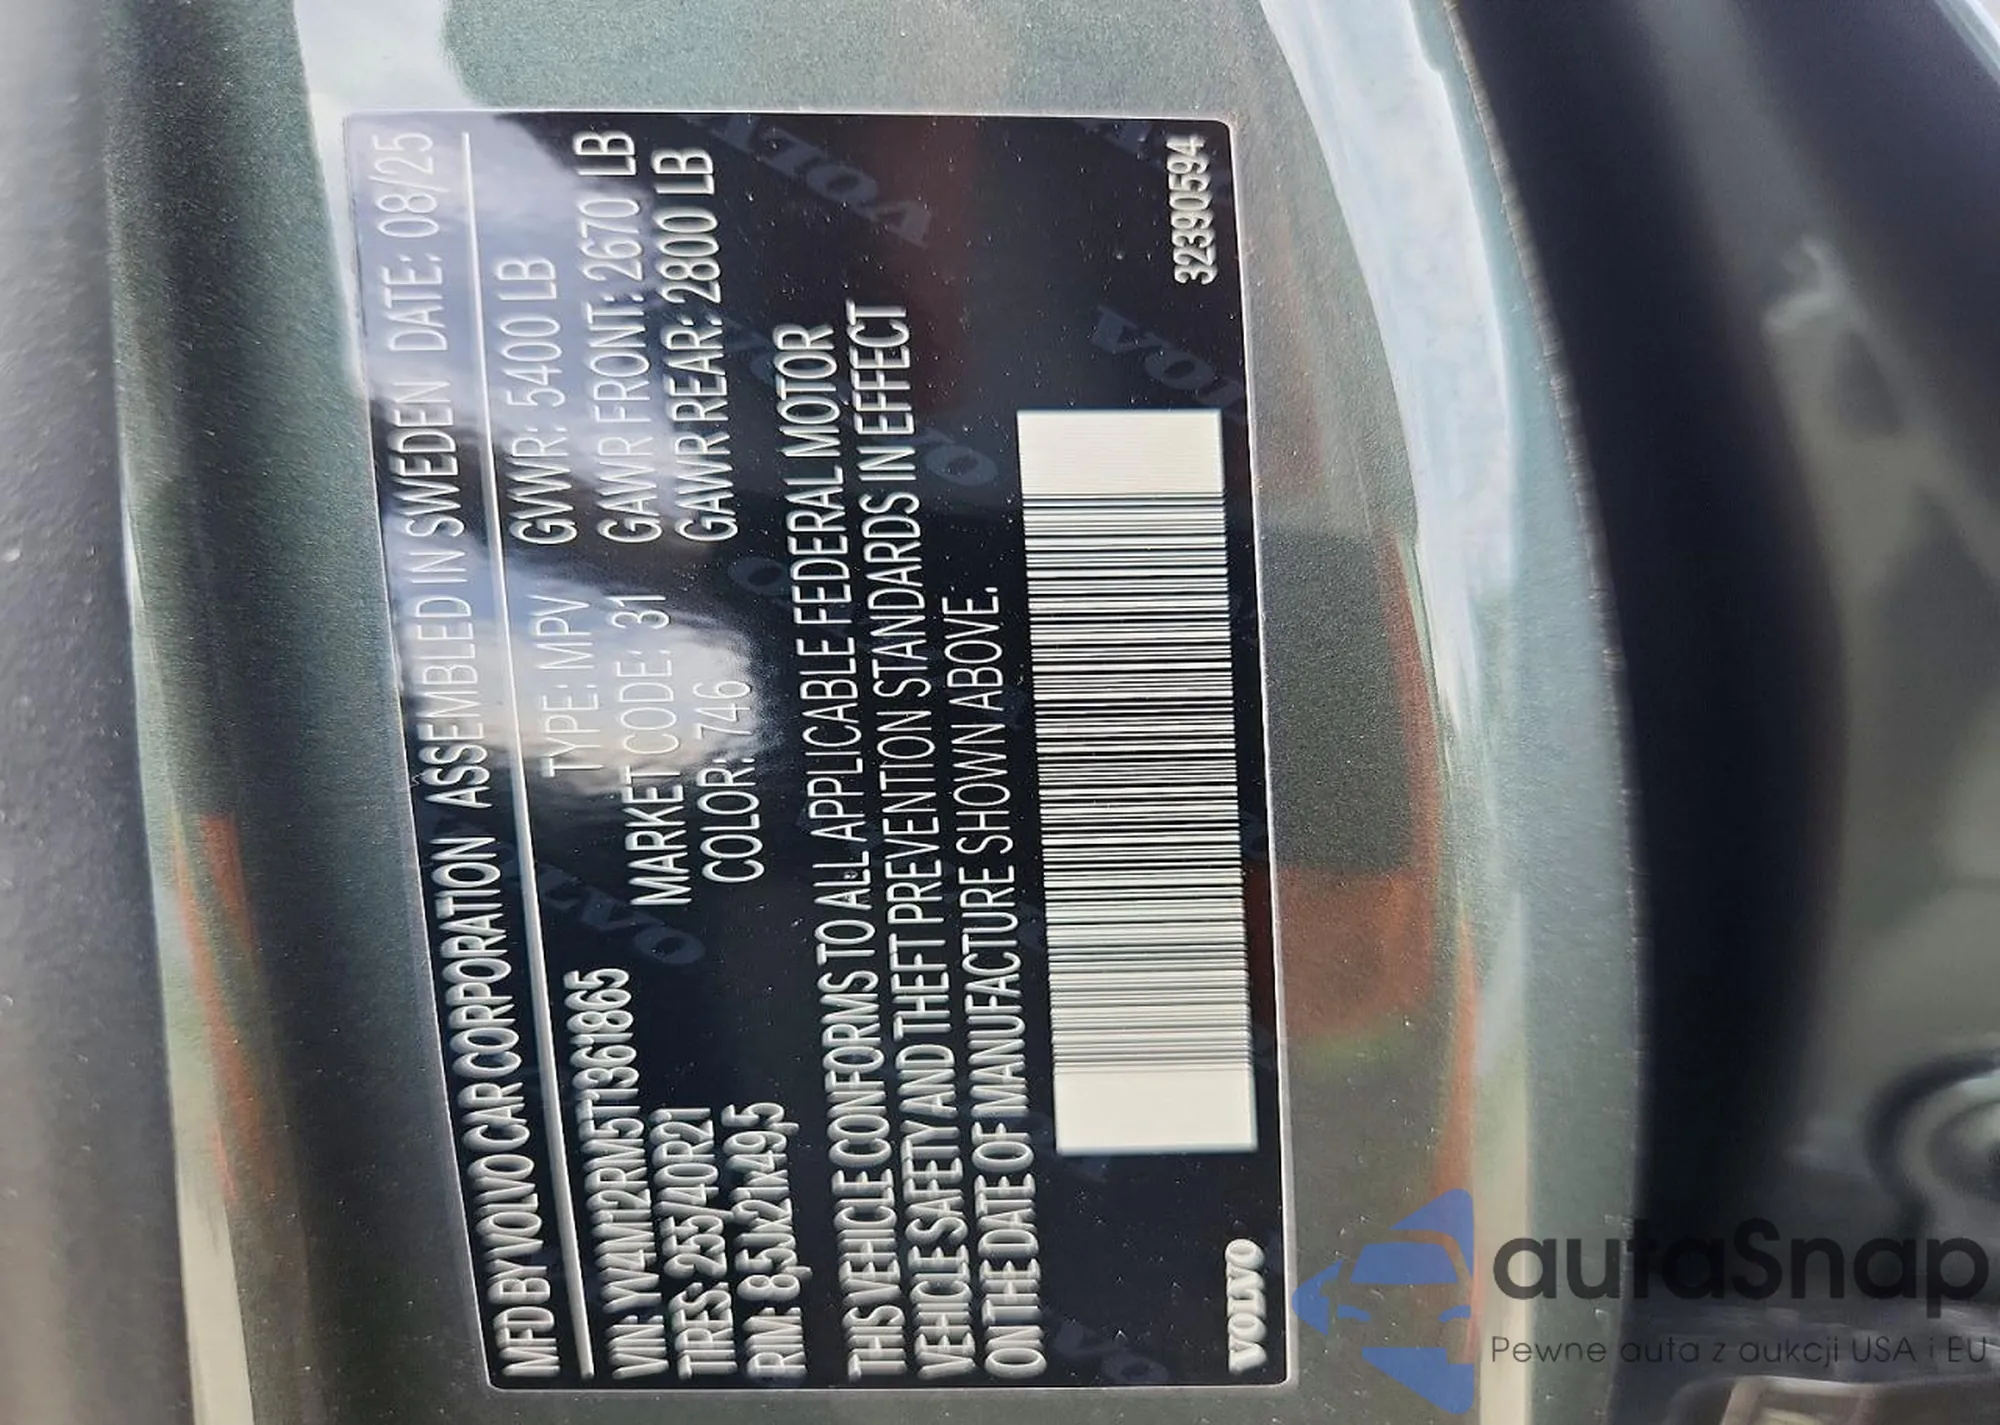 MFD BY VOLVO CAR CORPORATION ASSEMBLED IN SWEDEN DATE: 08/25
VIN: YV4M12RM5T1361865 TYPE: MPV GVWR: 5400 LB
TIRES: 255/40R21 MARKET CODE: 31 GAWR FRONT: 2670 LB
RIM: 8,5Jx21x49,5 COLOR: 746 GAWR REAR: 2800 LB
THIS VEHICLE CONFORMS TO ALL APPLICABLE FEDERAL MOTOR
VEHICLE SAFETY AND THEFT PREVENTION STANDARDS IN EFFECT
ON THE DATE OF MANUFACTURE SHOWN ABOVE.
VOLVO 32390594
autaSnap
Pewne auta z aukcji USA i EU